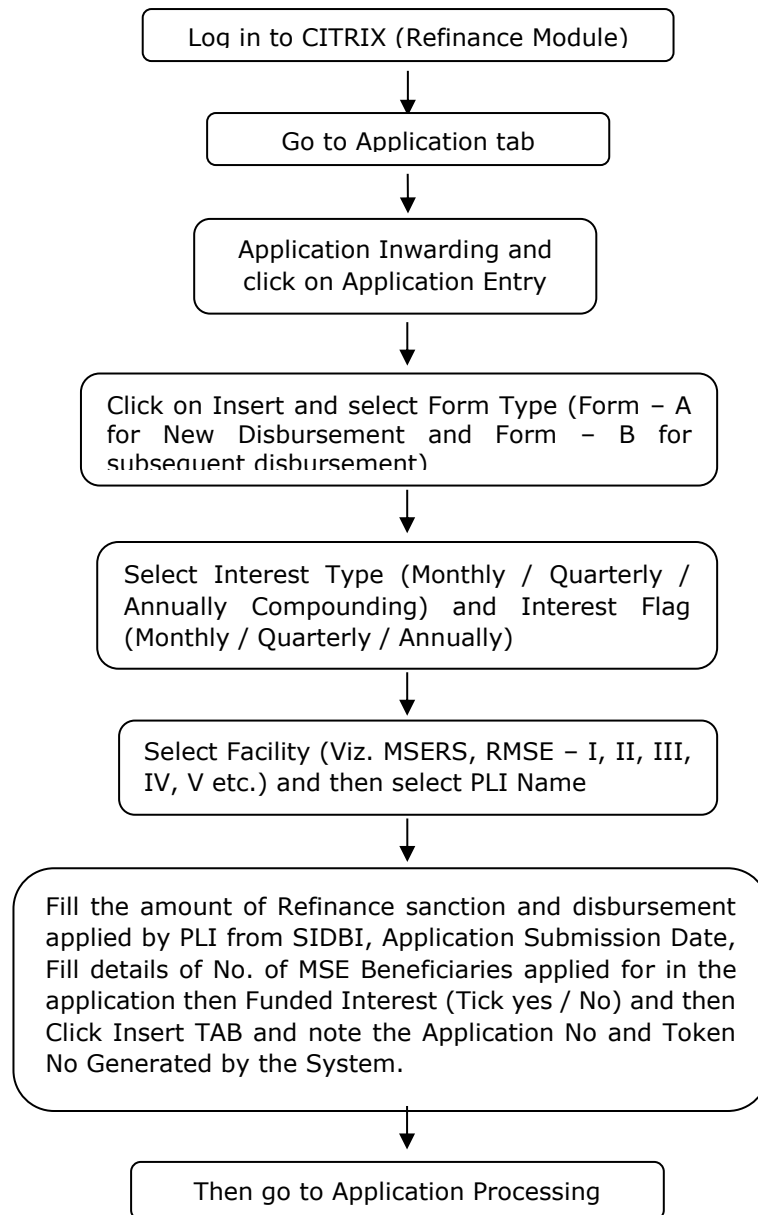 Log in to CITRIX (Refinance Module)
Go to Application tab
Application Inwarding and
click on Application Entry
Click on Insert and select Form Type (Form – A
for New Disbursement and Form – B for
subsequent disbursement)
Select Interest Type (Monthly / Quarterly /
Annually Compounding) and Interest Flag
(Monthly / Quarterly / Annually)
Select Facility (Viz. MSERS, RMSE – I, II, III,
IV, V etc.) and then select PLI Name
Fill the amount of Refinance sanction and disbursement
applied by PLI from SIDBI, Application Submission Date,
Fill details of No. of MSE Beneficiaries applied for in the
application then Funded Interest (Tick yes / No) and then
Click Insert TAB and note the Application No and Token
No Generated by the System.
Then go to Application Processing